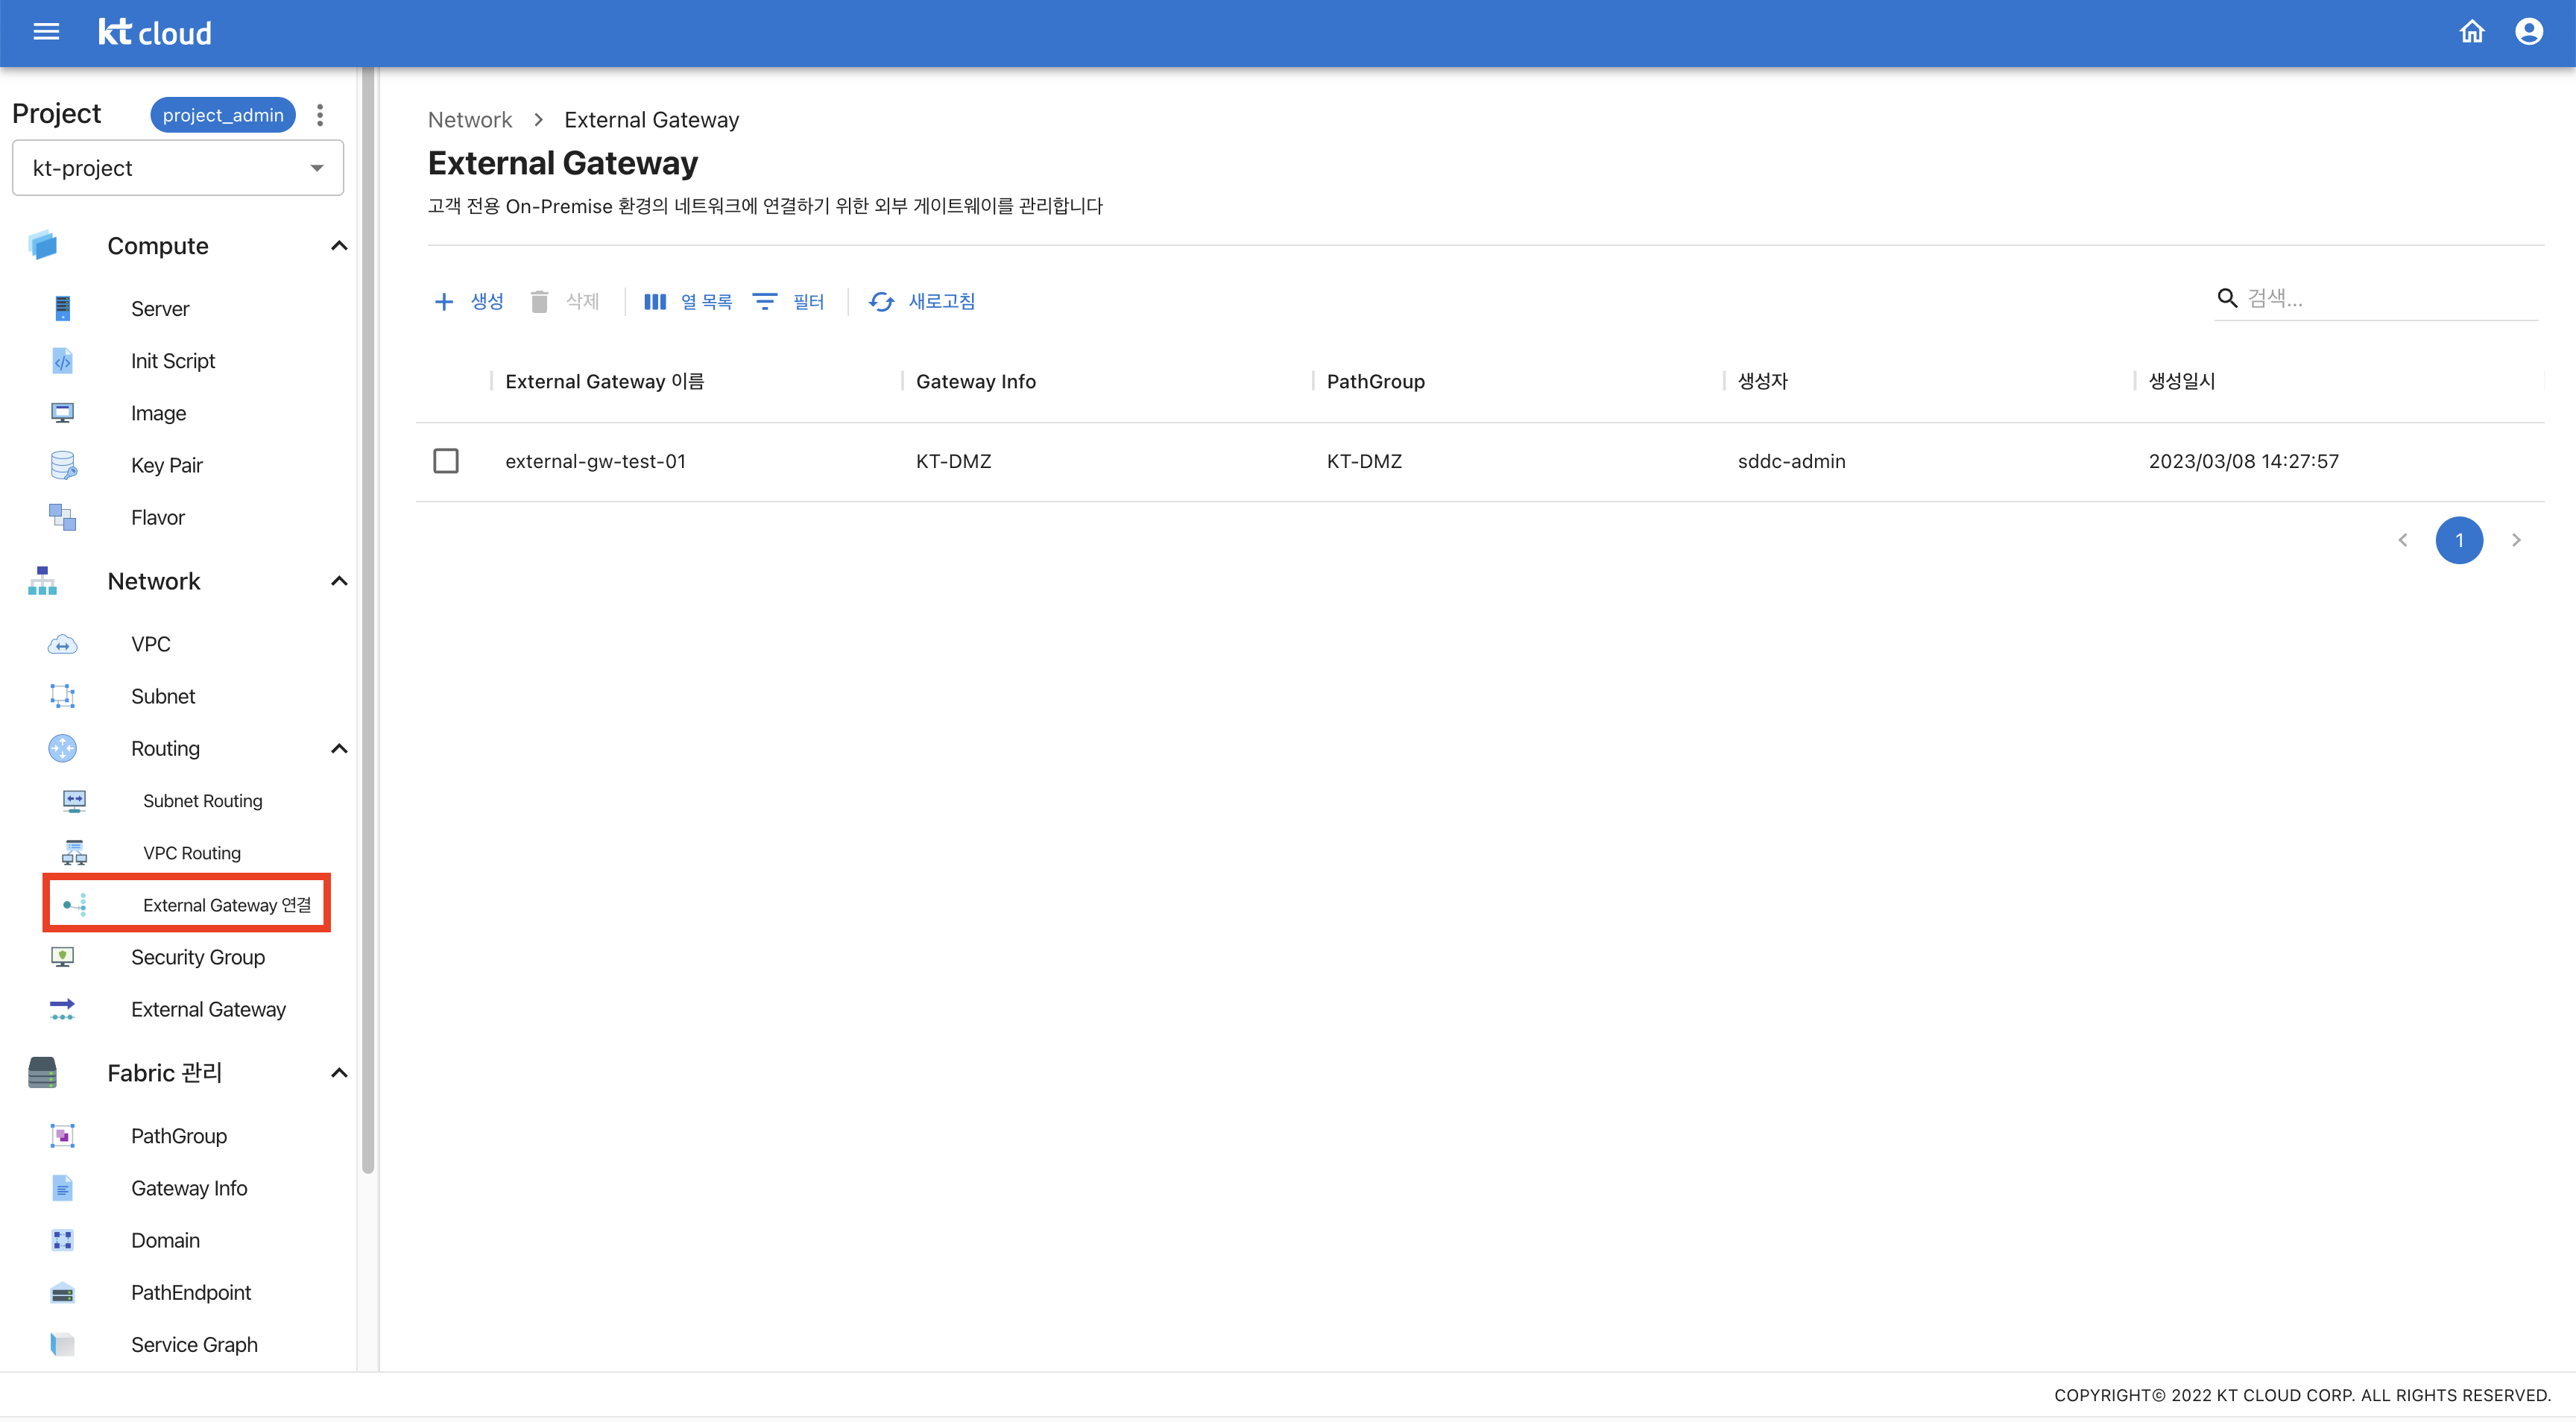 kt cloud
Project
project_admin
kt-project
Compute
Server
Init Script
Image
Key Pair
Flavor
Network
VPC
Subnet
Routing
Subnet Routing
VPC Routing
External Gateway 연결
Security Group
External Gateway
Fabric 관리
PathGroup
Gateway Info
Domain
PathEndpoint
Service Graph
Network > External Gateway
External Gateway
고객 전용 On-Premise 환경의 네트워크에 연결하기 위한 외부 게이트웨이를 관리합니다
생성 삭제 열 목록 필터 새로고침 검색...
External Gateway 이름 Gateway Info PathGroup 생성자 생성일시
external-gw-test-01 KT-DMZ KT-DMZ sddc-admin 2023/03/08 14:27:57
1
COPYRIGHT© 2022 KT CLOUD CORP. ALL RIGHTS RESERVED.